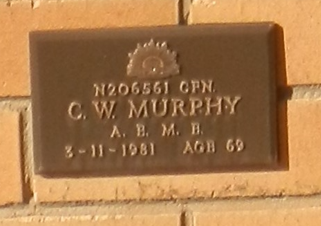 N206561 CFN.
C. W. MURPHY
A. E. M. E.
3-11-1981 AGE 69